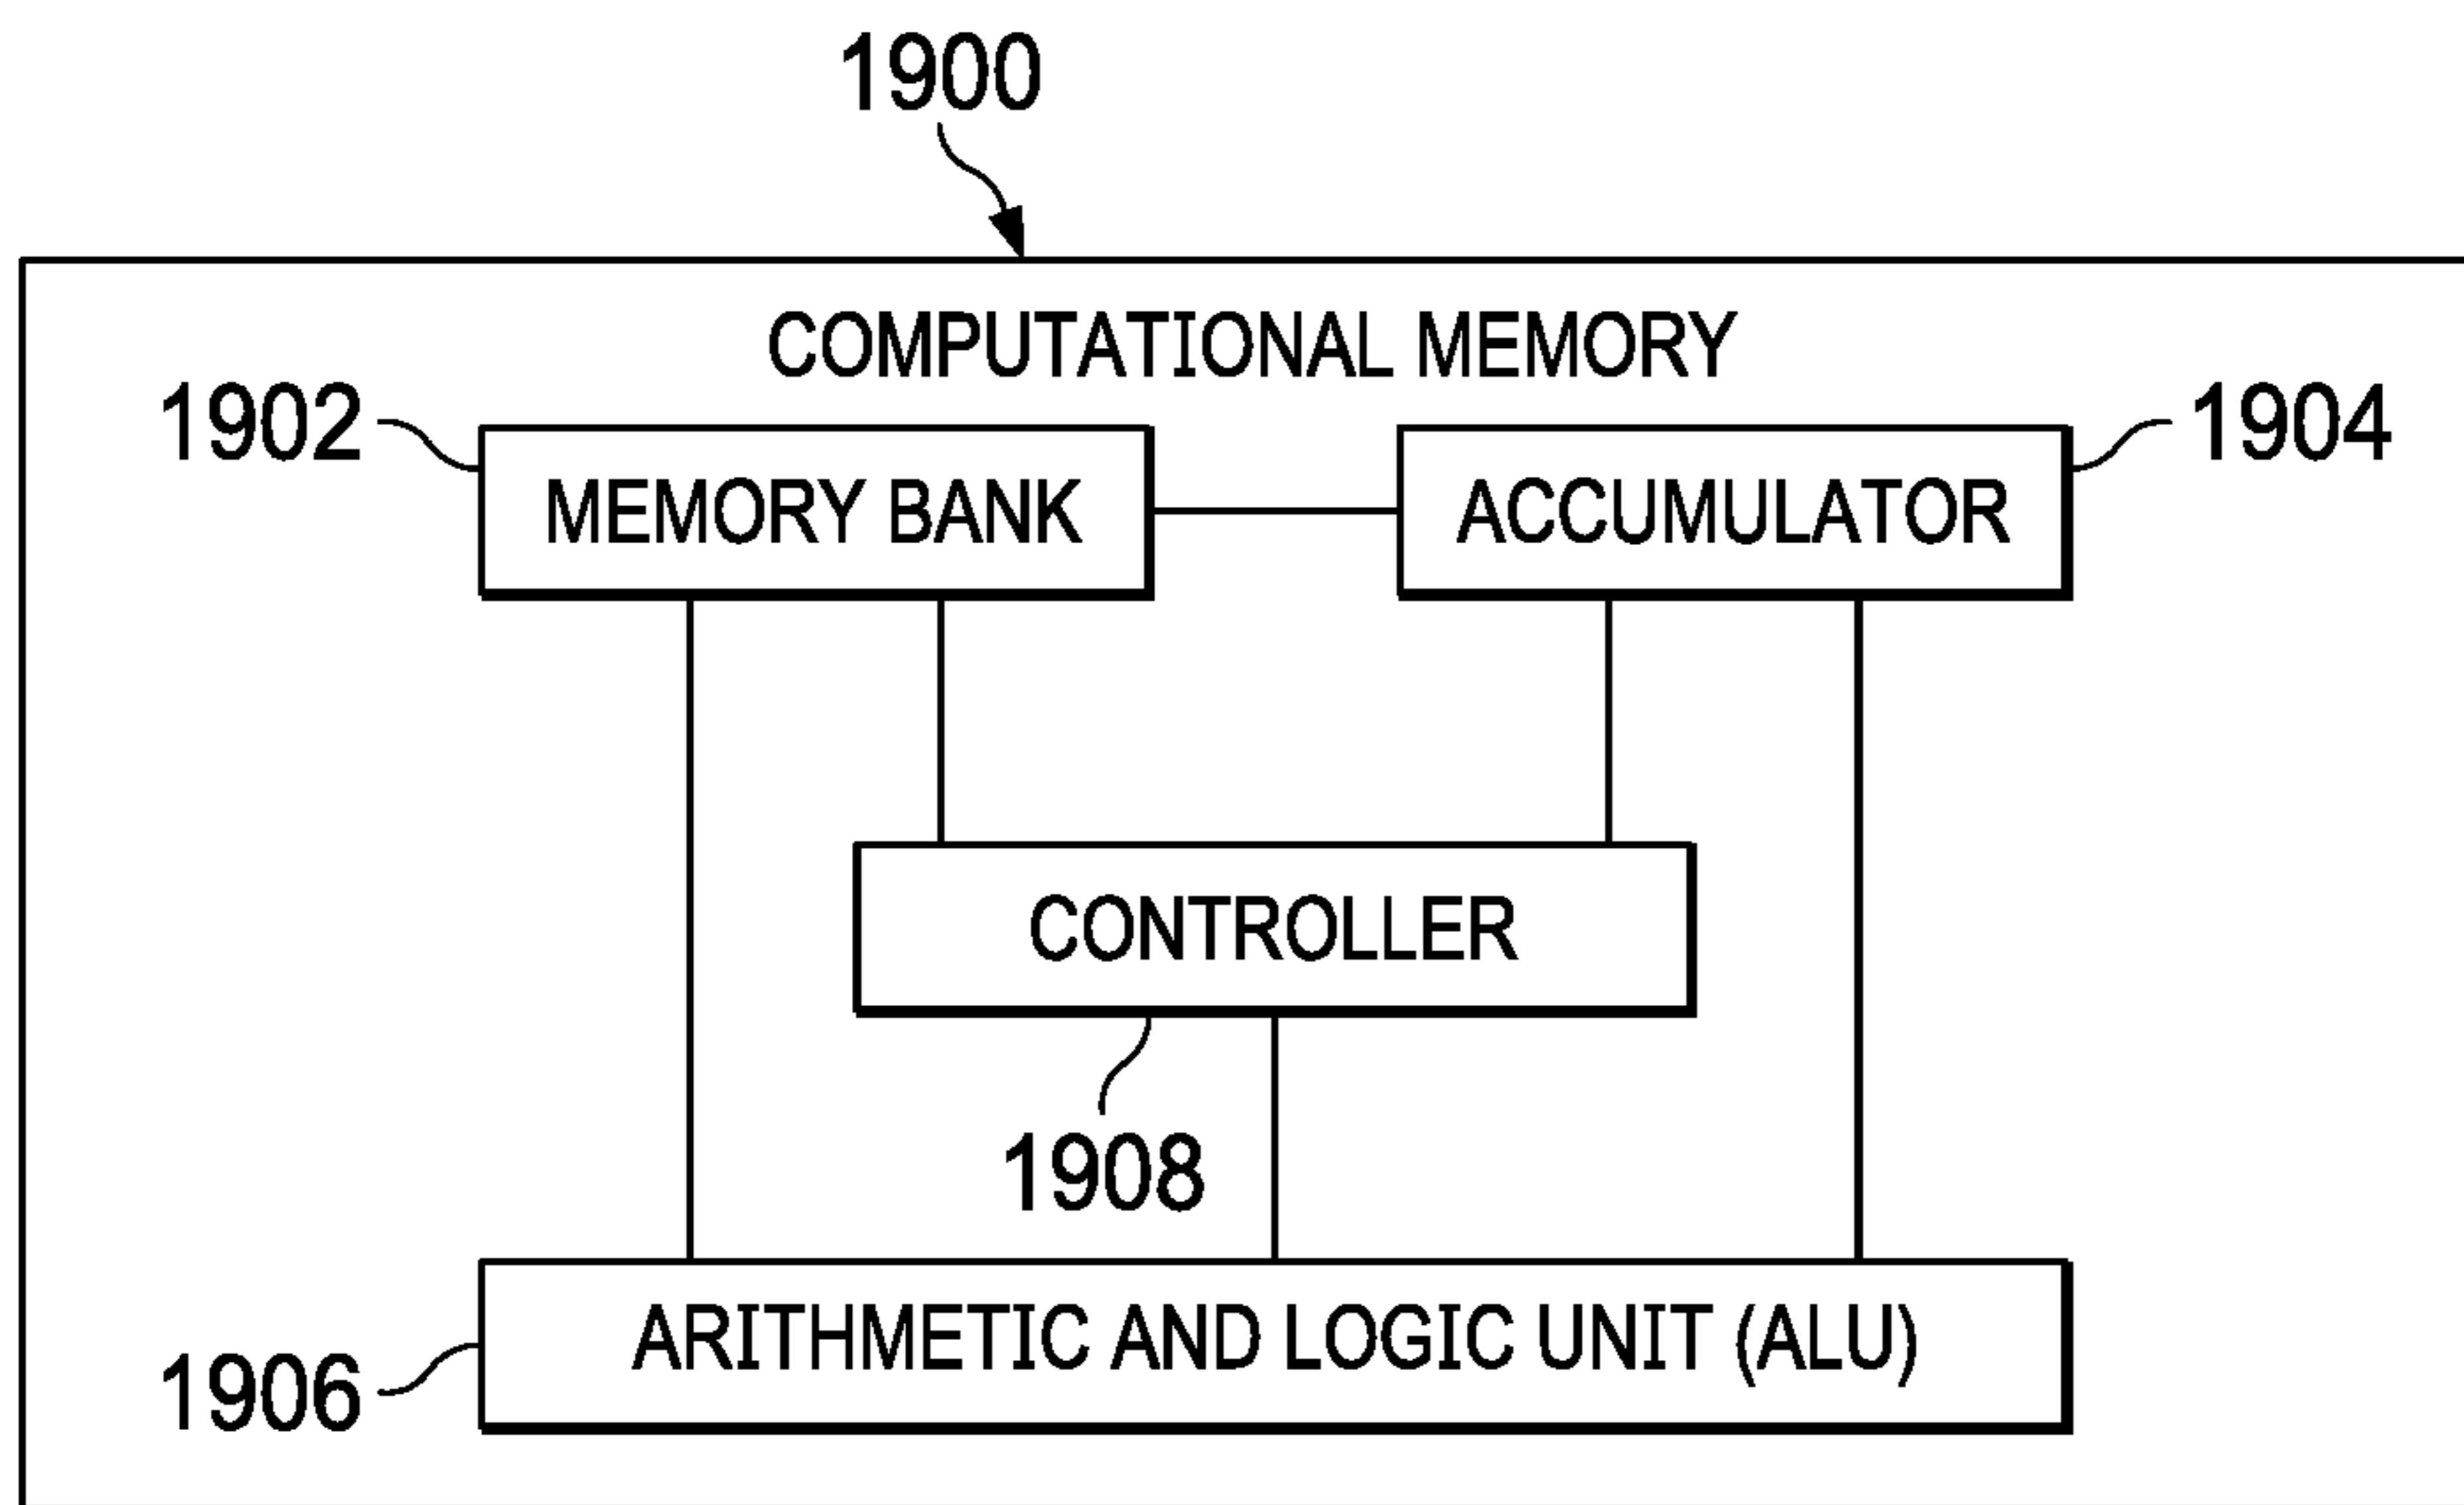 1900
COMPUTATIONAL MEMORY
1902
1904
MEMORY BANK
ACCUMULATOR
CONTROLLER
1908
ARITHMETIC AND LOGIC UNIT (ALU)
1906